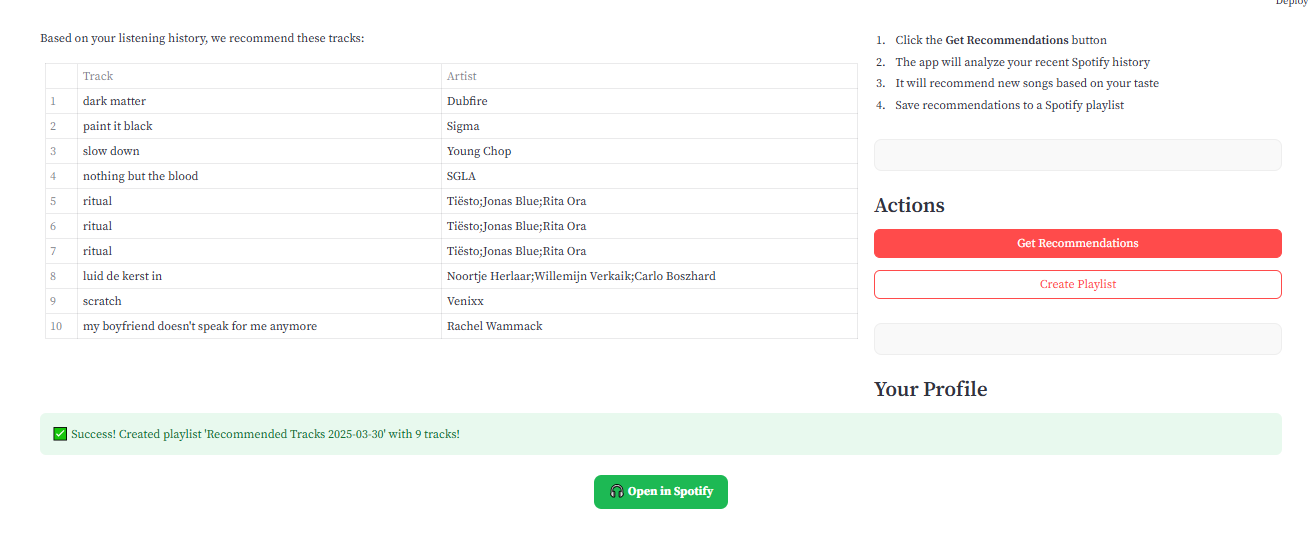 Deploy
Based on your listening history, we recommend these tracks:
Track Artist
1 dark matter Dubfire
2 paint it black Sigma
3 slow down Young Chop
4 nothing but the blood SGLA
5 ritual Tiësto;Jonas Blue;Rita Ora
6 ritual Tiësto;Jonas Blue;Rita Ora
7 ritual Tiësto;Jonas Blue;Rita Ora
8 luid de kerst in Noortje Herlaar;Willemijn Verkaik;Carlo Boszhard
9 scratch Venixx
10 my boyfriend doesn't speak for me anymore Rachel Wammack
1. Click the Get Recommendations button
2. The app will analyze your recent Spotify history
3. It will recommend new songs based on your taste
4. Save recommendations to a Spotify playlist
Actions
Get Recommendations
Create Playlist
Your Profile
✅ Success! Created playlist 'Recommended Tracks 2025-03-30' with 9 tracks!
🎧 Open in Spotify